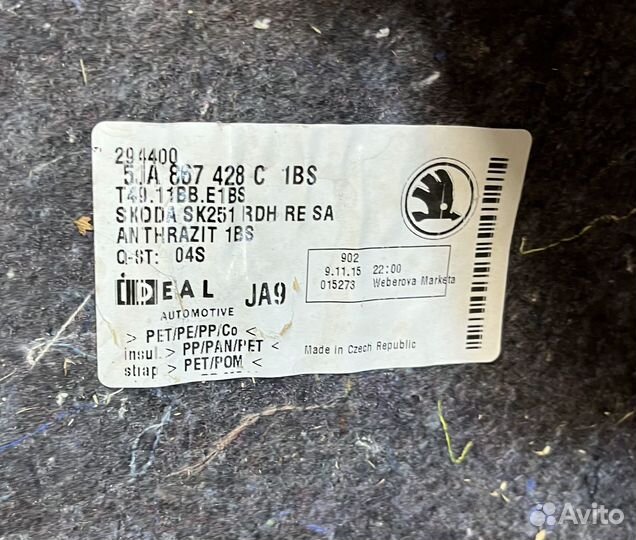 294400
5JA 867 428 C 1BS
T49.11BB.E1BS
SKODA SK251 RDH RE SA
ANTHRAZIT 1BS
Q-ST: 04S
902
9.11.15 22:00
015273 Weberova Marketa
IDEAL
AUTOMOTIVE
JA9
> PET/PE/PP/Co <
insul. > PP/PAN/PET <
strap > PET/POM <
Made in Czech Republic
Avito